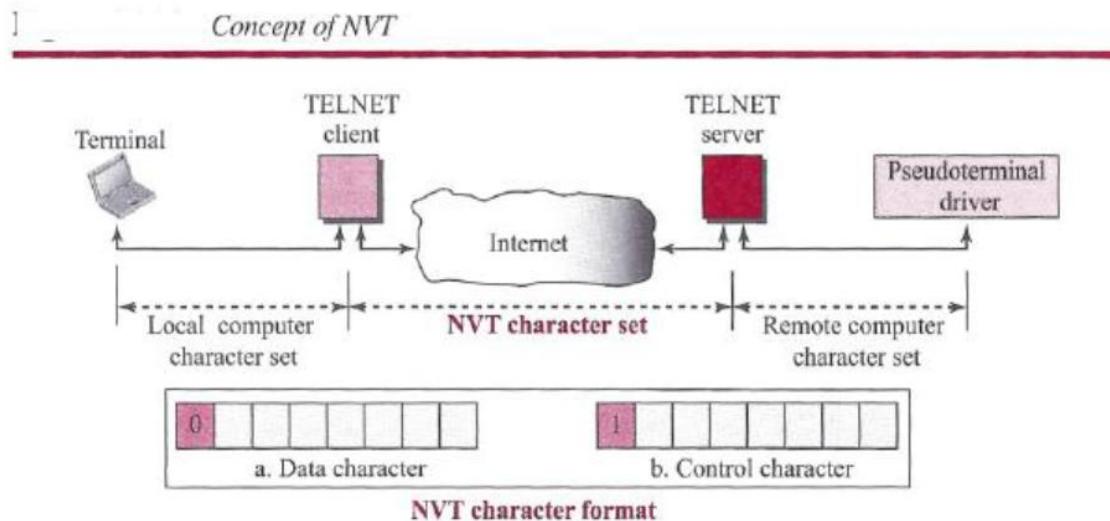 Concept of NVT
TELNET
client
TELNET
server
Terminal
Pseudoterminal
driver
Internet
Local computer
character set
NVT character set
Remote computer
character set
0
1
a. Data character
b. Control character
NVT character format